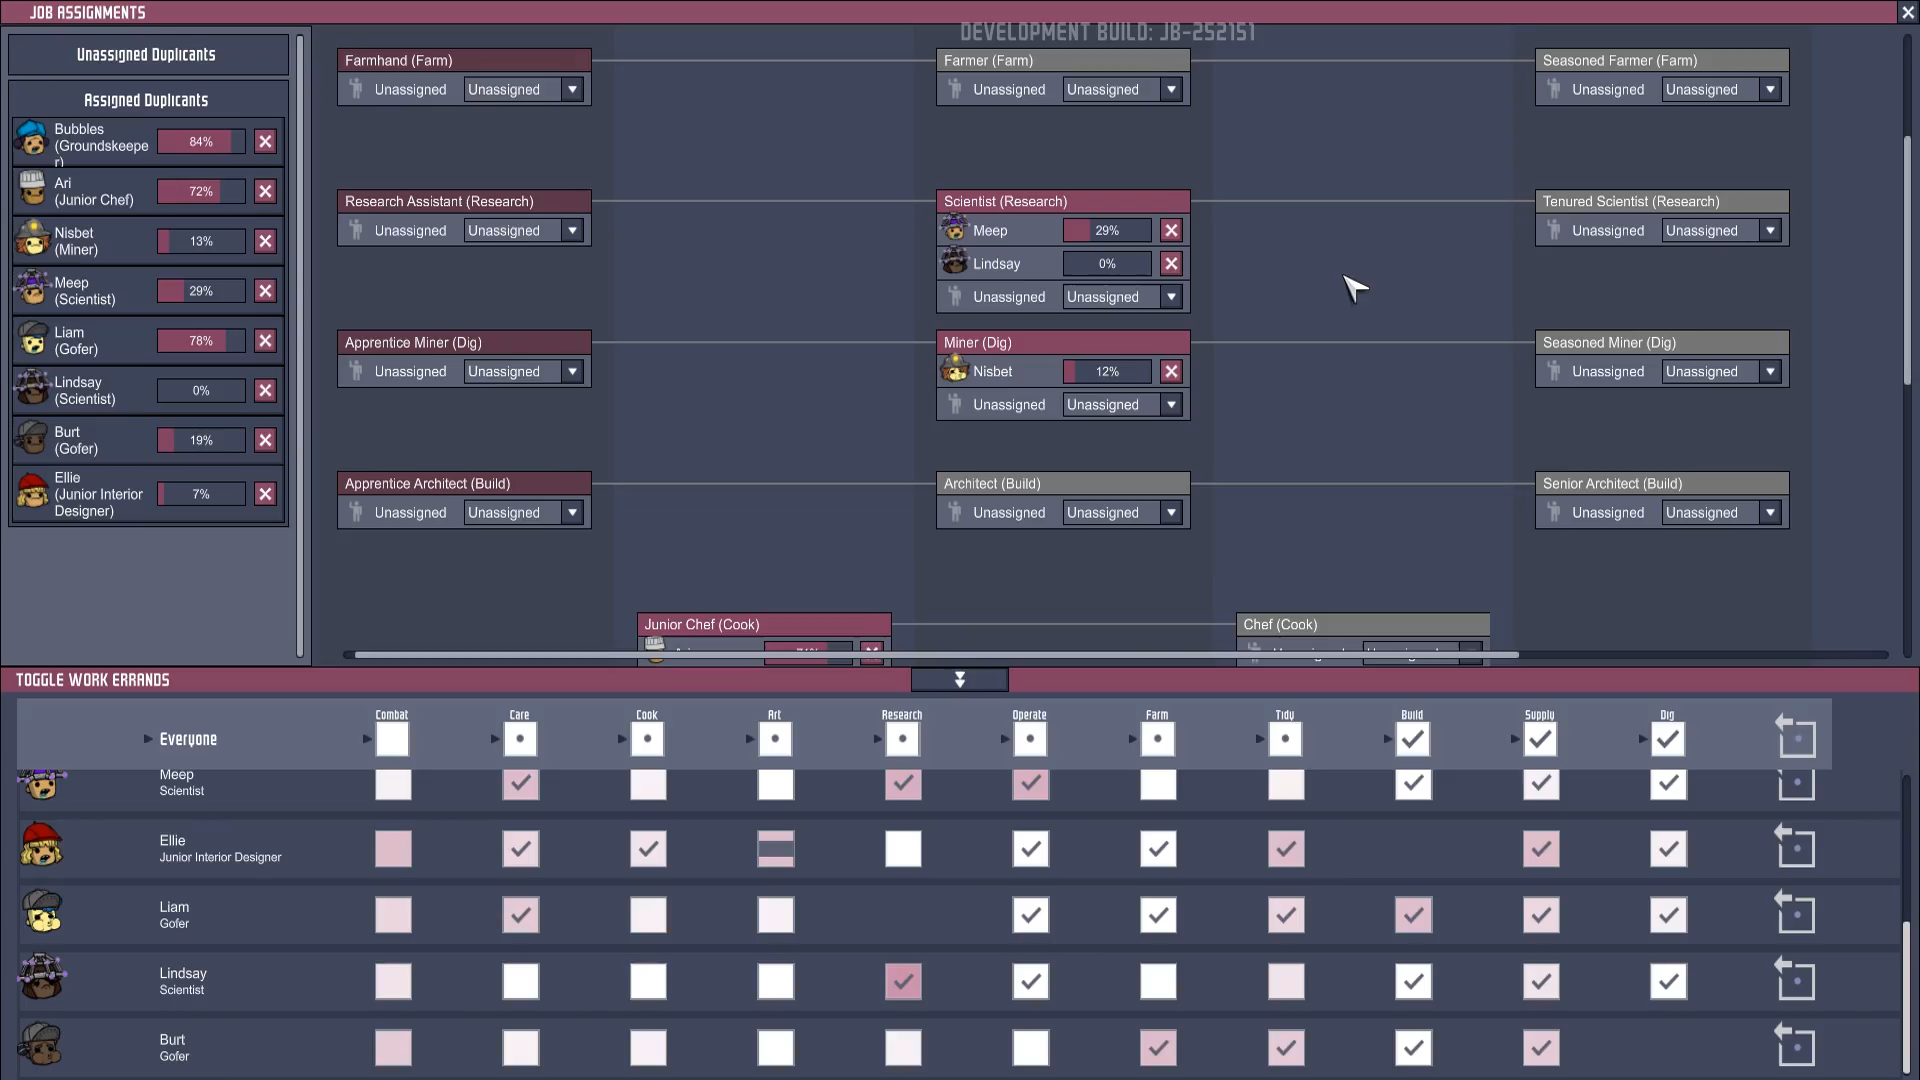 JOB ASSIGNMENTS
DEVELOPMENT BUILD: JB-252151
Unassigned Duplicants
Assigned Duplicants
Bubbles
(Groundskeepe
r)
84%
Ari
(Junior Chef)
72%
Nisbet
(Miner)
13%
Meep
(Scientist)
29%
Liam
(Gofer)
78%
Lindsay
(Scientist)
0%
Burt
(Gofer)
19%
Ellie
(Junior Interior
Designer)
7%
Farmhand (Farm)
Unassigned Unassigned
Farmer (Farm)
Unassigned Unassigned
Seasoned Farmer (Farm)
Unassigned Unassigned
Research Assistant (Research)
Unassigned Unassigned
Scientist (Research)
Meep 29%
Lindsay 0%
Unassigned Unassigned
Tenured Scientist (Research)
Unassigned Unassigned
Apprentice Miner (Dig)
Unassigned Unassigned
Miner (Dig)
Nisbet 12%
Unassigned Unassigned
Seasoned Miner (Dig)
Unassigned Unassigned
Apprentice Architect (Build)
Unassigned Unassigned
Architect (Build)
Unassigned Unassigned
Senior Architect (Build)
Unassigned Unassigned
Junior Chef (Cook)
Chef (Cook)
TOGGLE WORK ERRANDS
Combat Care Cook Art Research Operate Farm Tidy Build Supply Dig
Everyone
Meep
Scientist
Ellie
Junior Interior Designer
Liam
Gofer
Lindsay
Scientist
Burt
Gofer